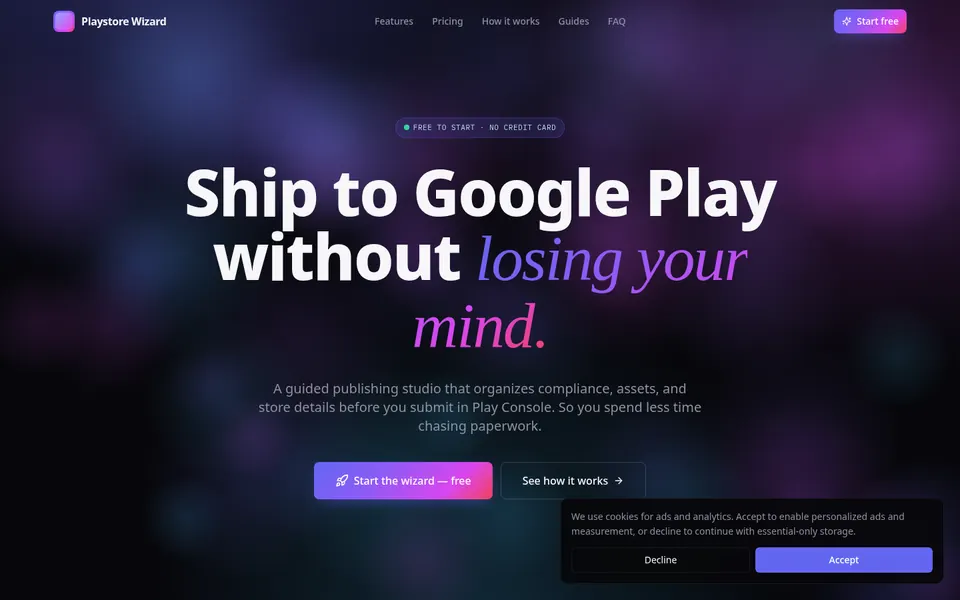 Playstore Wizard
Features
Pricing
How it works
Guides
FAQ
Start free
FREE TO START · NO CREDIT CARD
Ship to Google Play
without losing your
mind.
A guided publishing studio that organizes compliance, assets, and
store details before you submit in Play Console. So you spend less time
chasing paperwork.
Start the wizard — free
See how it works →
We use cookies for ads and analytics. Accept to enable personalized ads and
measurement, or decline to continue with essential-only storage.
Decline
Accept